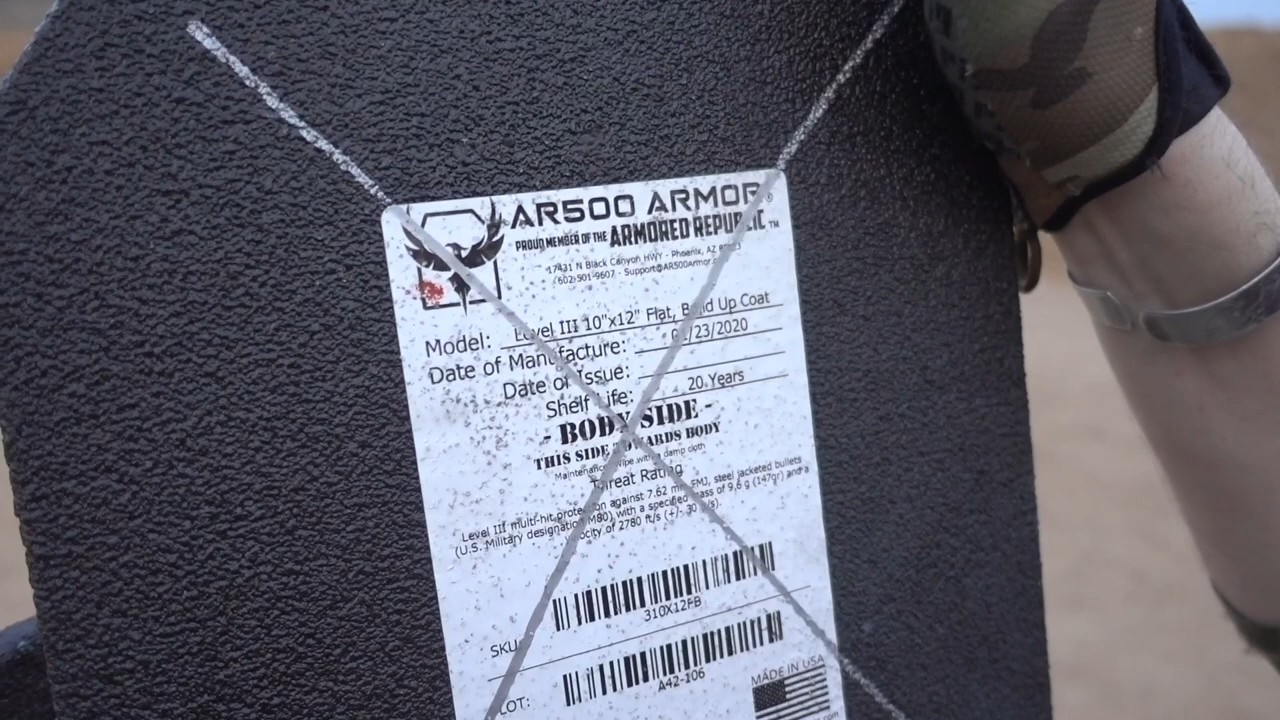 AR500 ARMOR®
PROUD MEMBER OF THE ARMORED REPUBLIC™
17431 N Black Canyon HWY - Phoenix, AZ
(602)501-9607 - Support@AR500Armor.
Model: Level III 10"x12" Flat, Build Up Coat
Date of Manufacture: /23/2020
Date of Issue:
Shelf Life: 20 Years
- BODY SIDE -
THIS SIDE TOWARDS BODY
Maintenance: Wipe with a damp cloth
Threat Rating
Level III multi-hit protection against 7.62 mm FMJ, steel jacketed bullets
(U.S. Military designation M80) with a specified mass of 9.6 g (147gr) and a
velocity of 2780 ft/s (+/- 30 ft/s).
310X12FB
SKU:
A42-106
LOT:
MADE IN USA